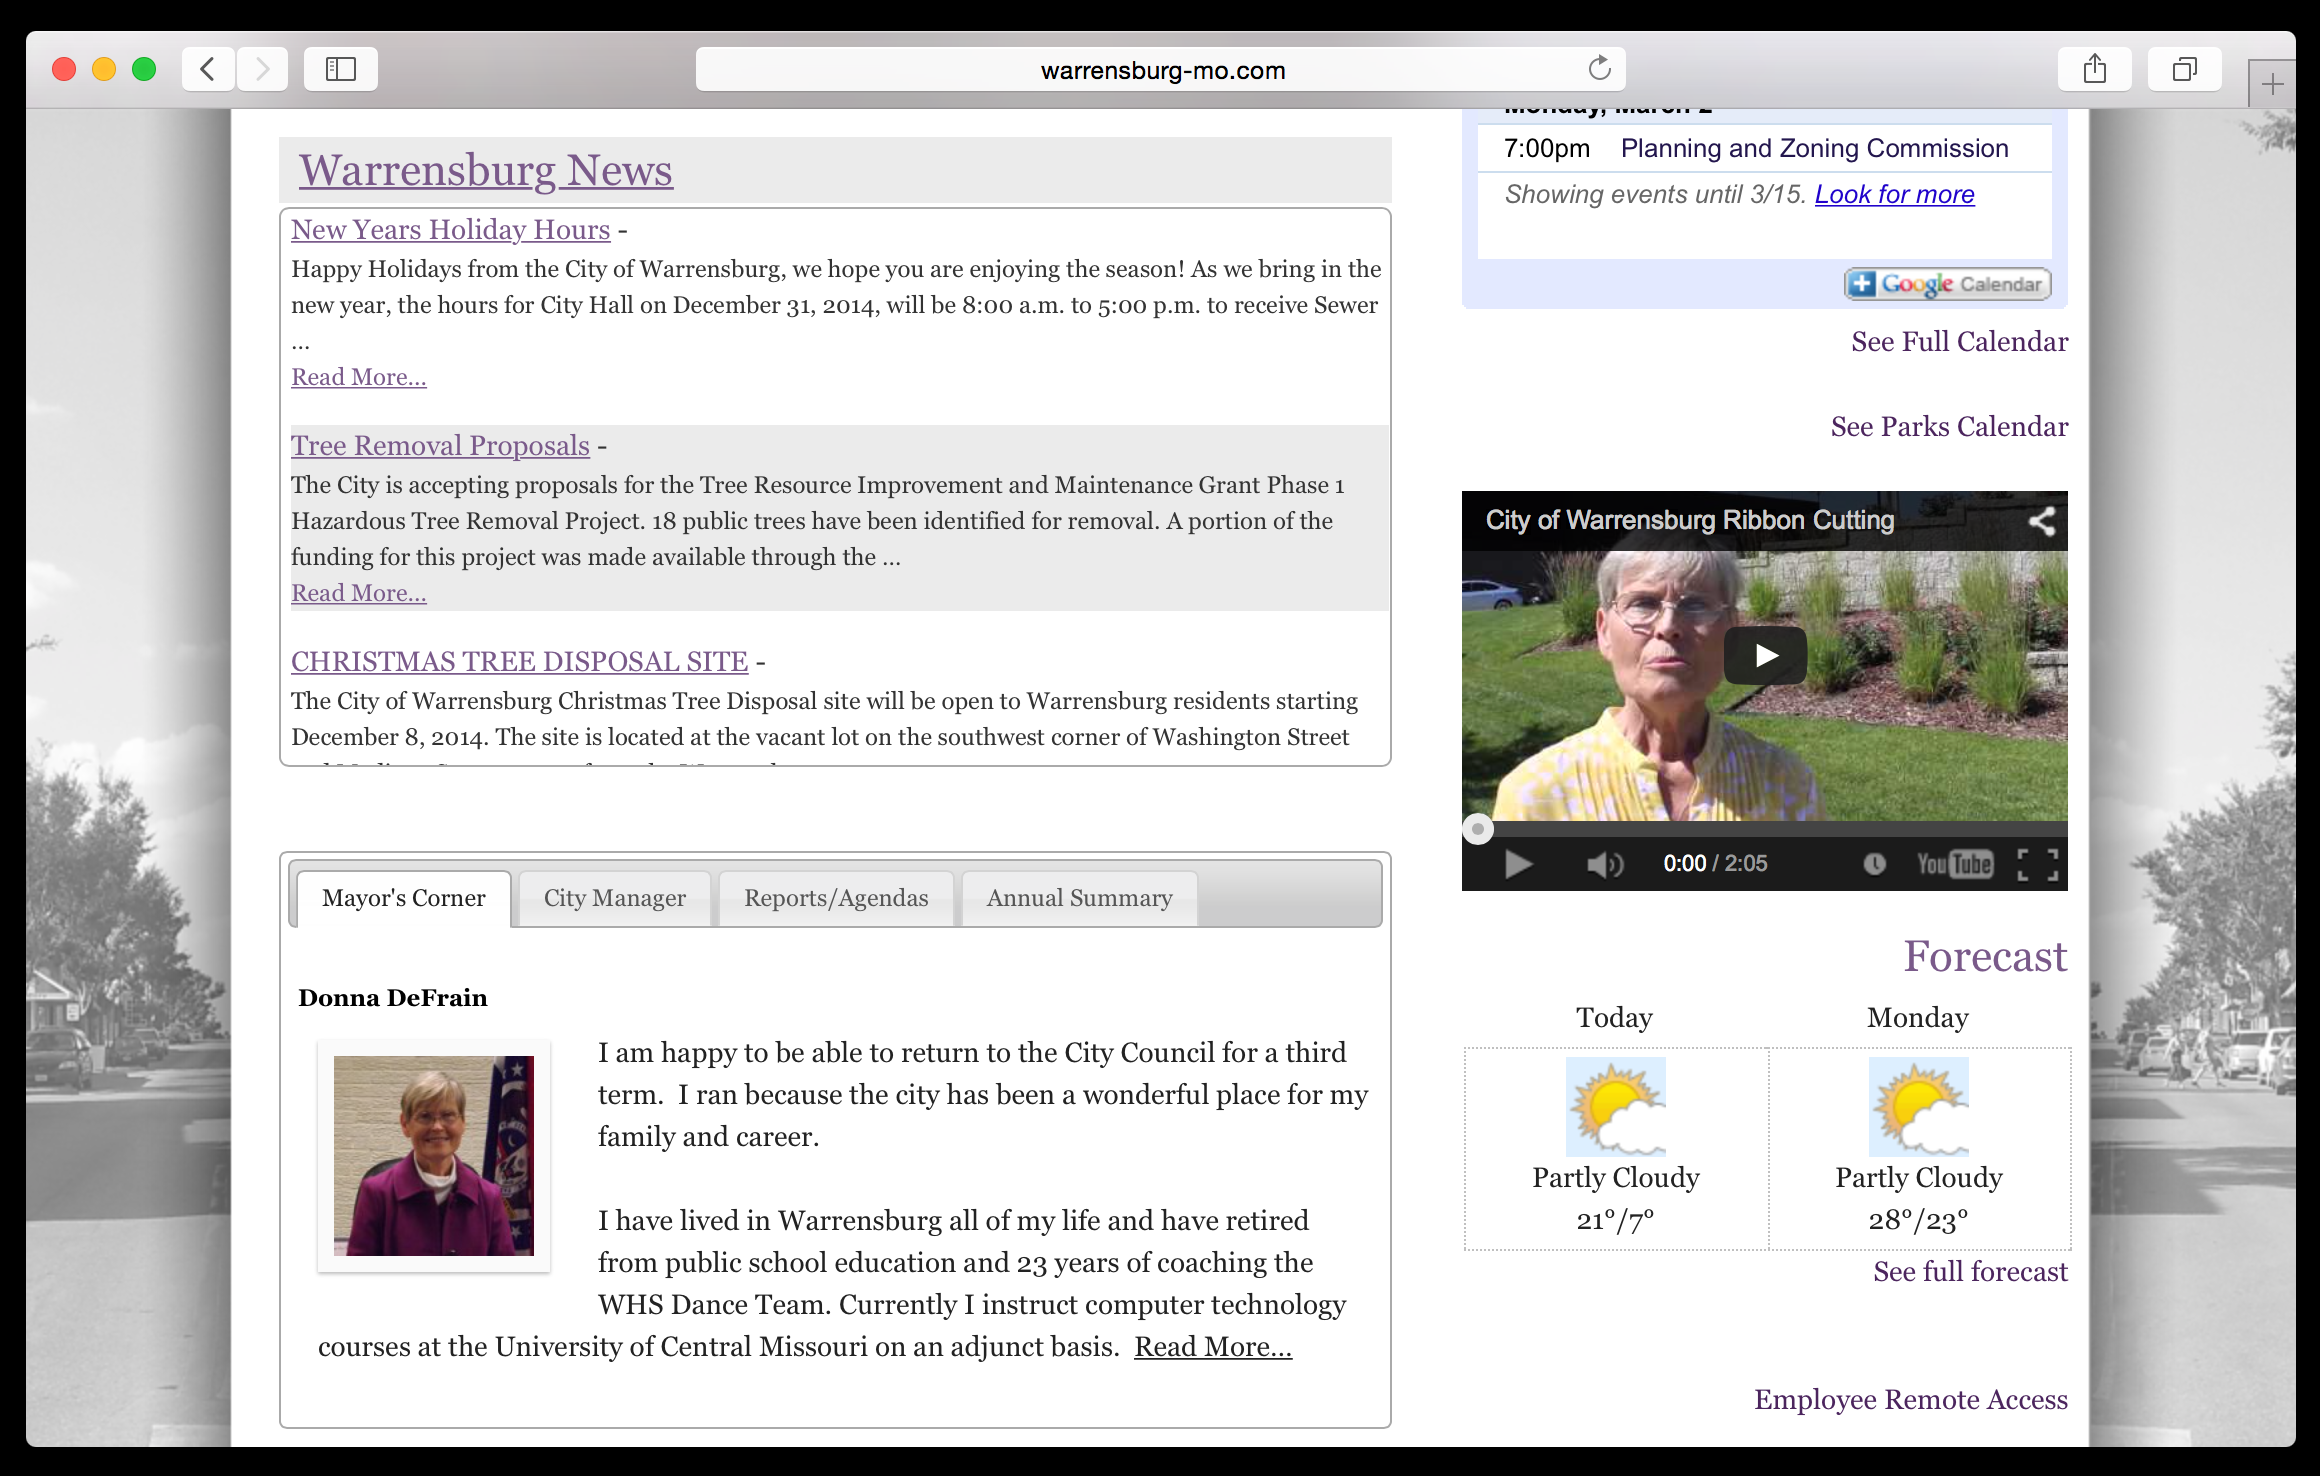 warrensburg-mo.com
Warrensburg News
New Years Holiday Hours -
Happy Holidays from the City of Warrensburg, we hope you are enjoying the season! As we bring in the
new year, the hours for City Hall on December 31, 2014, will be 8:00 a.m. to 5:00 p.m. to receive Sewer
...
Read More...
Tree Removal Proposals -
The City is accepting proposals for the Tree Resource Improvement and Maintenance Grant Phase 1
Hazardous Tree Removal Project. 18 public trees have been identified for removal. A portion of the
funding for this project was made available through the ...
Read More...
CHRISTMAS TREE DISPOSAL SITE -
The City of Warrensburg Christmas Tree Disposal site will be open to Warrensburg residents starting
December 8, 2014. The site is located at the vacant lot on the southwest corner of Washington Street
Mayor's Corner
City Manager
Reports/Agendas
Annual Summary
Donna DeFrain
I am happy to be able to return to the City Council for a third
term.  I ran because the city has been a wonderful place for my
family and career.
I have lived in Warrensburg all of my life and have retired
from public school education and 23 years of coaching the
WHS Dance Team. Currently I instruct computer technology
courses at the University of Central Missouri on an adjunct basis.  Read More...
Monday, March 2
7:00pm Planning and Zoning Commission
Showing events until 3/15. Look for more
Google Calendar
See Full Calendar
See Parks Calendar
City of Warrensburg Ribbon Cutting
0:00 / 2:05
YouTube
Forecast
Today Monday
Partly Cloudy Partly Cloudy
21°/7° 28°/23°
See full forecast
Employee Remote Access